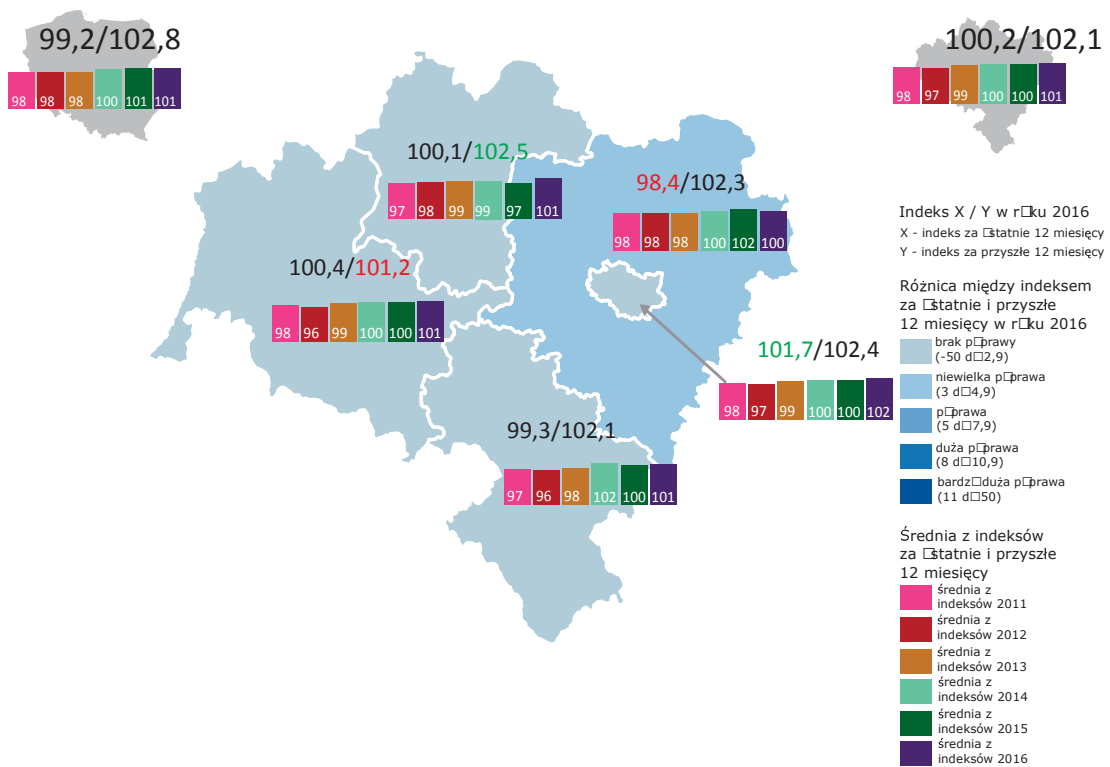 99,2/102,8
98 98 98 100 101 101
100,2/102,1
98 97 99 100 100 101
100,1/102,5
97 98 99 99 97 101
98,4/102,3
98 98 98 100 102 100
100,4/101,2
98 96 99 100 100 101
101,7/102,4
98 97 99 100 100 102
99,3/102,1
97 96 98 102 100 101
Indeks X / Y w r□ku 2016
X - indeks za □statnie 12 miesięcy
Y - indeks za przyszłe 12 miesięcy
Różnica między indeksem
za □statnie i przyszłe
12 miesięcy w r□ku 2016
brak p□prawy
(-50 d□2,9)
niewielka p□prawa
(3 d□4,9)
p□prawa
(5 d□7,9)
duża p□prawa
(8 d□10,9)
bardz□duża p□prawa
(11 d□50)
Średnia z indeksów
za □statnie i przyszłe
12 miesięcy
średnia z
indeksów 2011
średnia z
indeksów 2012
średnia z
indeksów 2013
średnia z
indeksów 2014
średnia z
indeksów 2015
średnia z
indeksów 2016